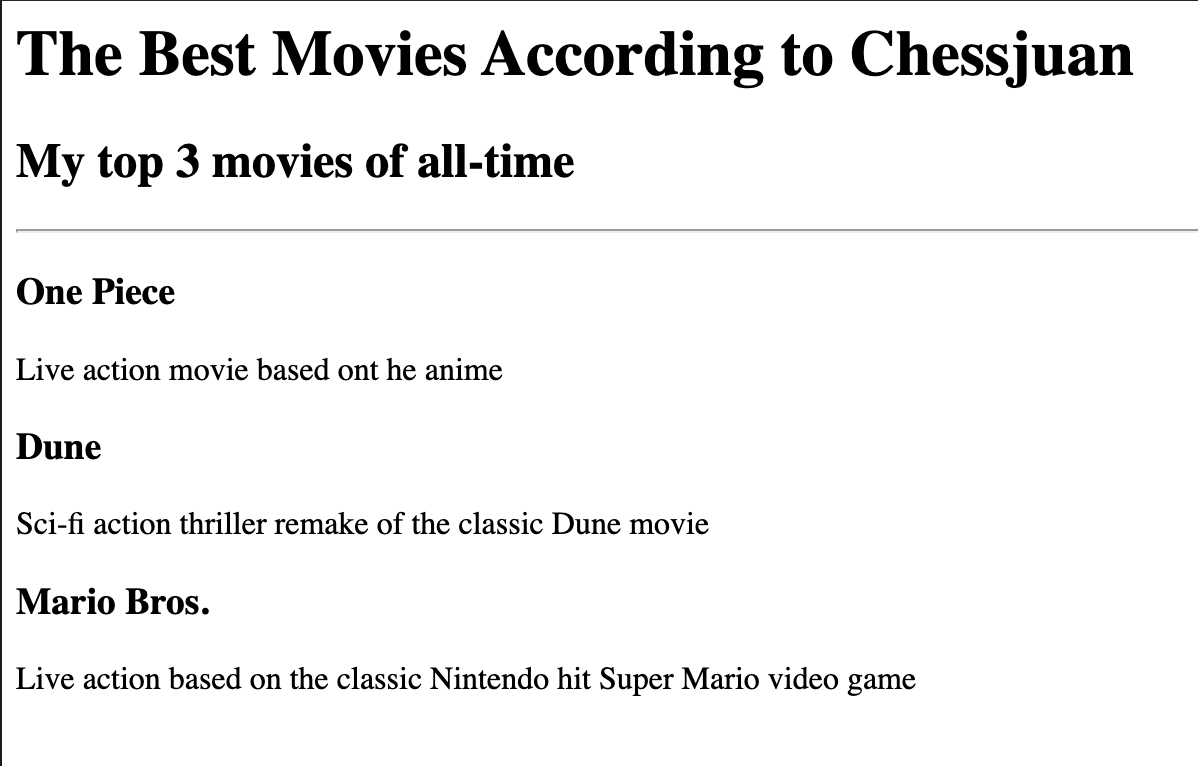 The Best Movies According to Chessjuan
My top 3 movies of all-time
One Piece
Live action movie based ont he anime
Dune
Sci-fi action thriller remake of the classic Dune movie
Mario Bros.
Live action based on the classic Nintendo hit Super Mario video game